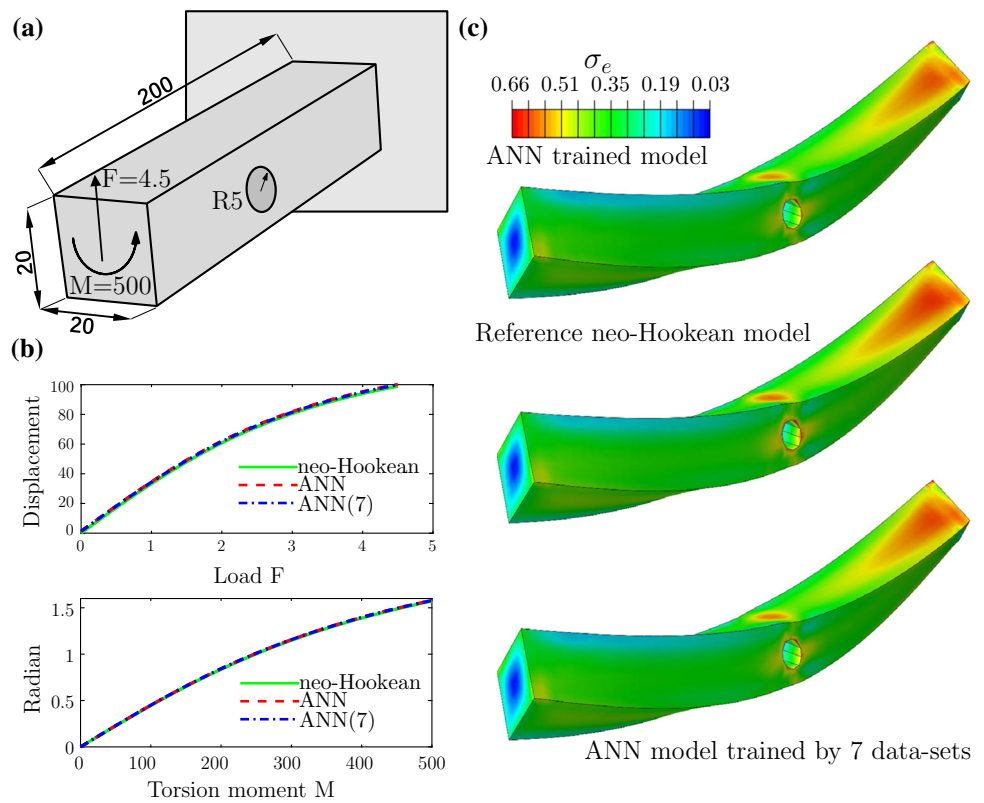 (a)
200
F=4.5
R5
20
M=500
20
(b)
100
80
60
40
20
0
Displacement
neo-Hookean
ANN
ANN(7)
0 1 2 3 4 5
Load F
1.5
1
0.5
0
Radian
neo-Hookean
ANN
ANN(7)
0 100 200 300 400 500
Torsion moment M
(c)
σe
0.66 0.51 0.35 0.19 0.03
ANN trained model
Reference neo-Hookean model
ANN model trained by 7 data-sets